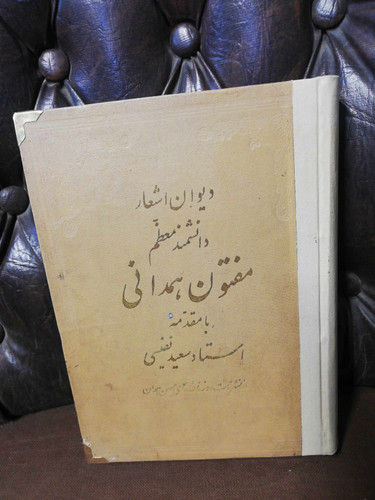 دیوان اشعار
دانشمند معظم
مفتون همدانی
با مقدمه
استاد سعید نفیسی